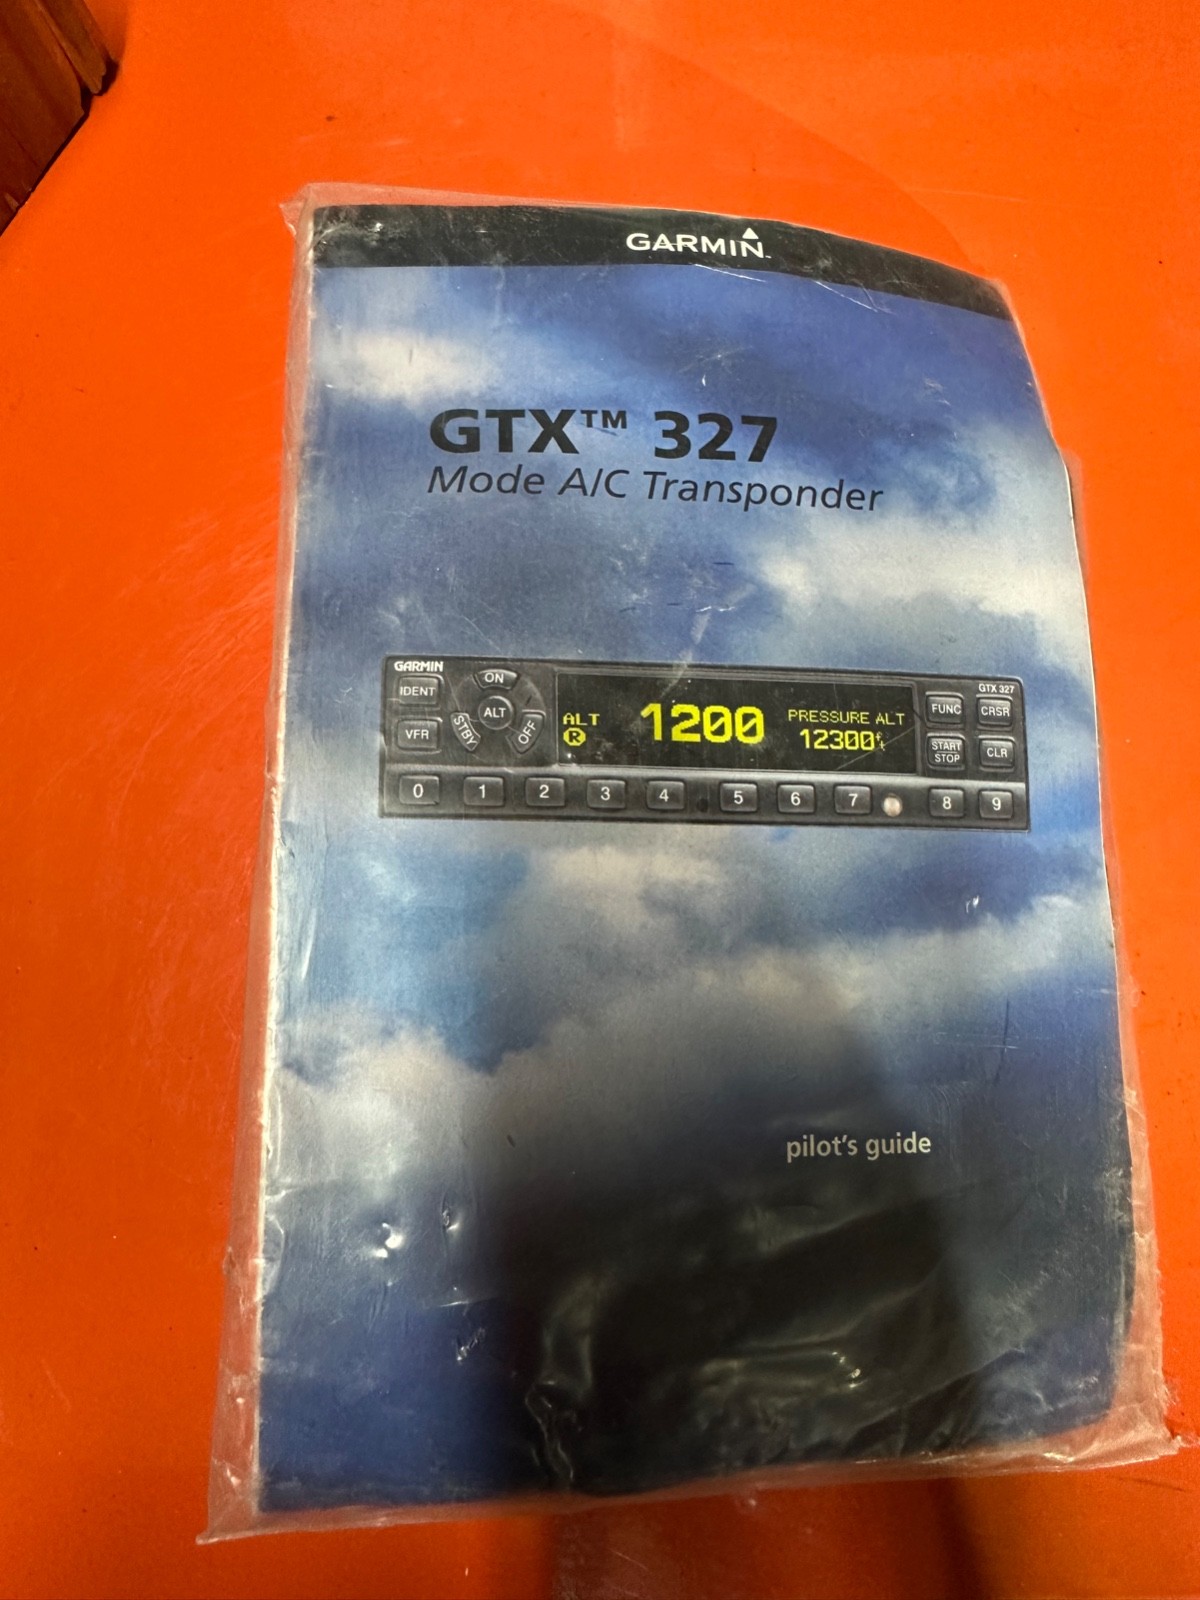 GARMIN
GTX™ 327
Mode A/C Transponder
GARMIN
GTX 327
IDENT
ON
FUNC
CRSR
ALT
VFR
STBY
OFF
ALT
R
1200
PRESSURE ALT
12300ft
START
STOP
CLR
0 1 2 3 4 5 6 7 8 9
pilot's guide